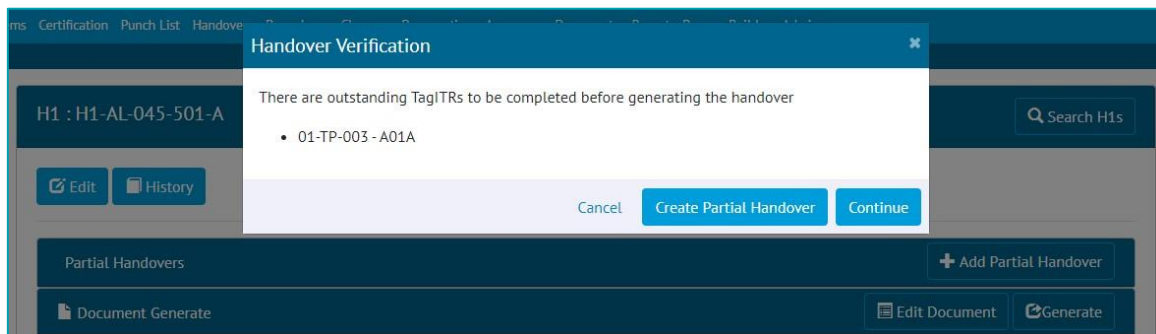 ms Certification Punch List Handove
Handover Verification
There are outstanding TagITRs to be completed before generating the handover
• 01-TP-003 - A01A
Cancel Create Partial Handover Continue
H1 : H1-AL-045-501-A Search H1s
Edit History
Partial Handovers Add Partial Handover
Document Generate Edit Document Generate